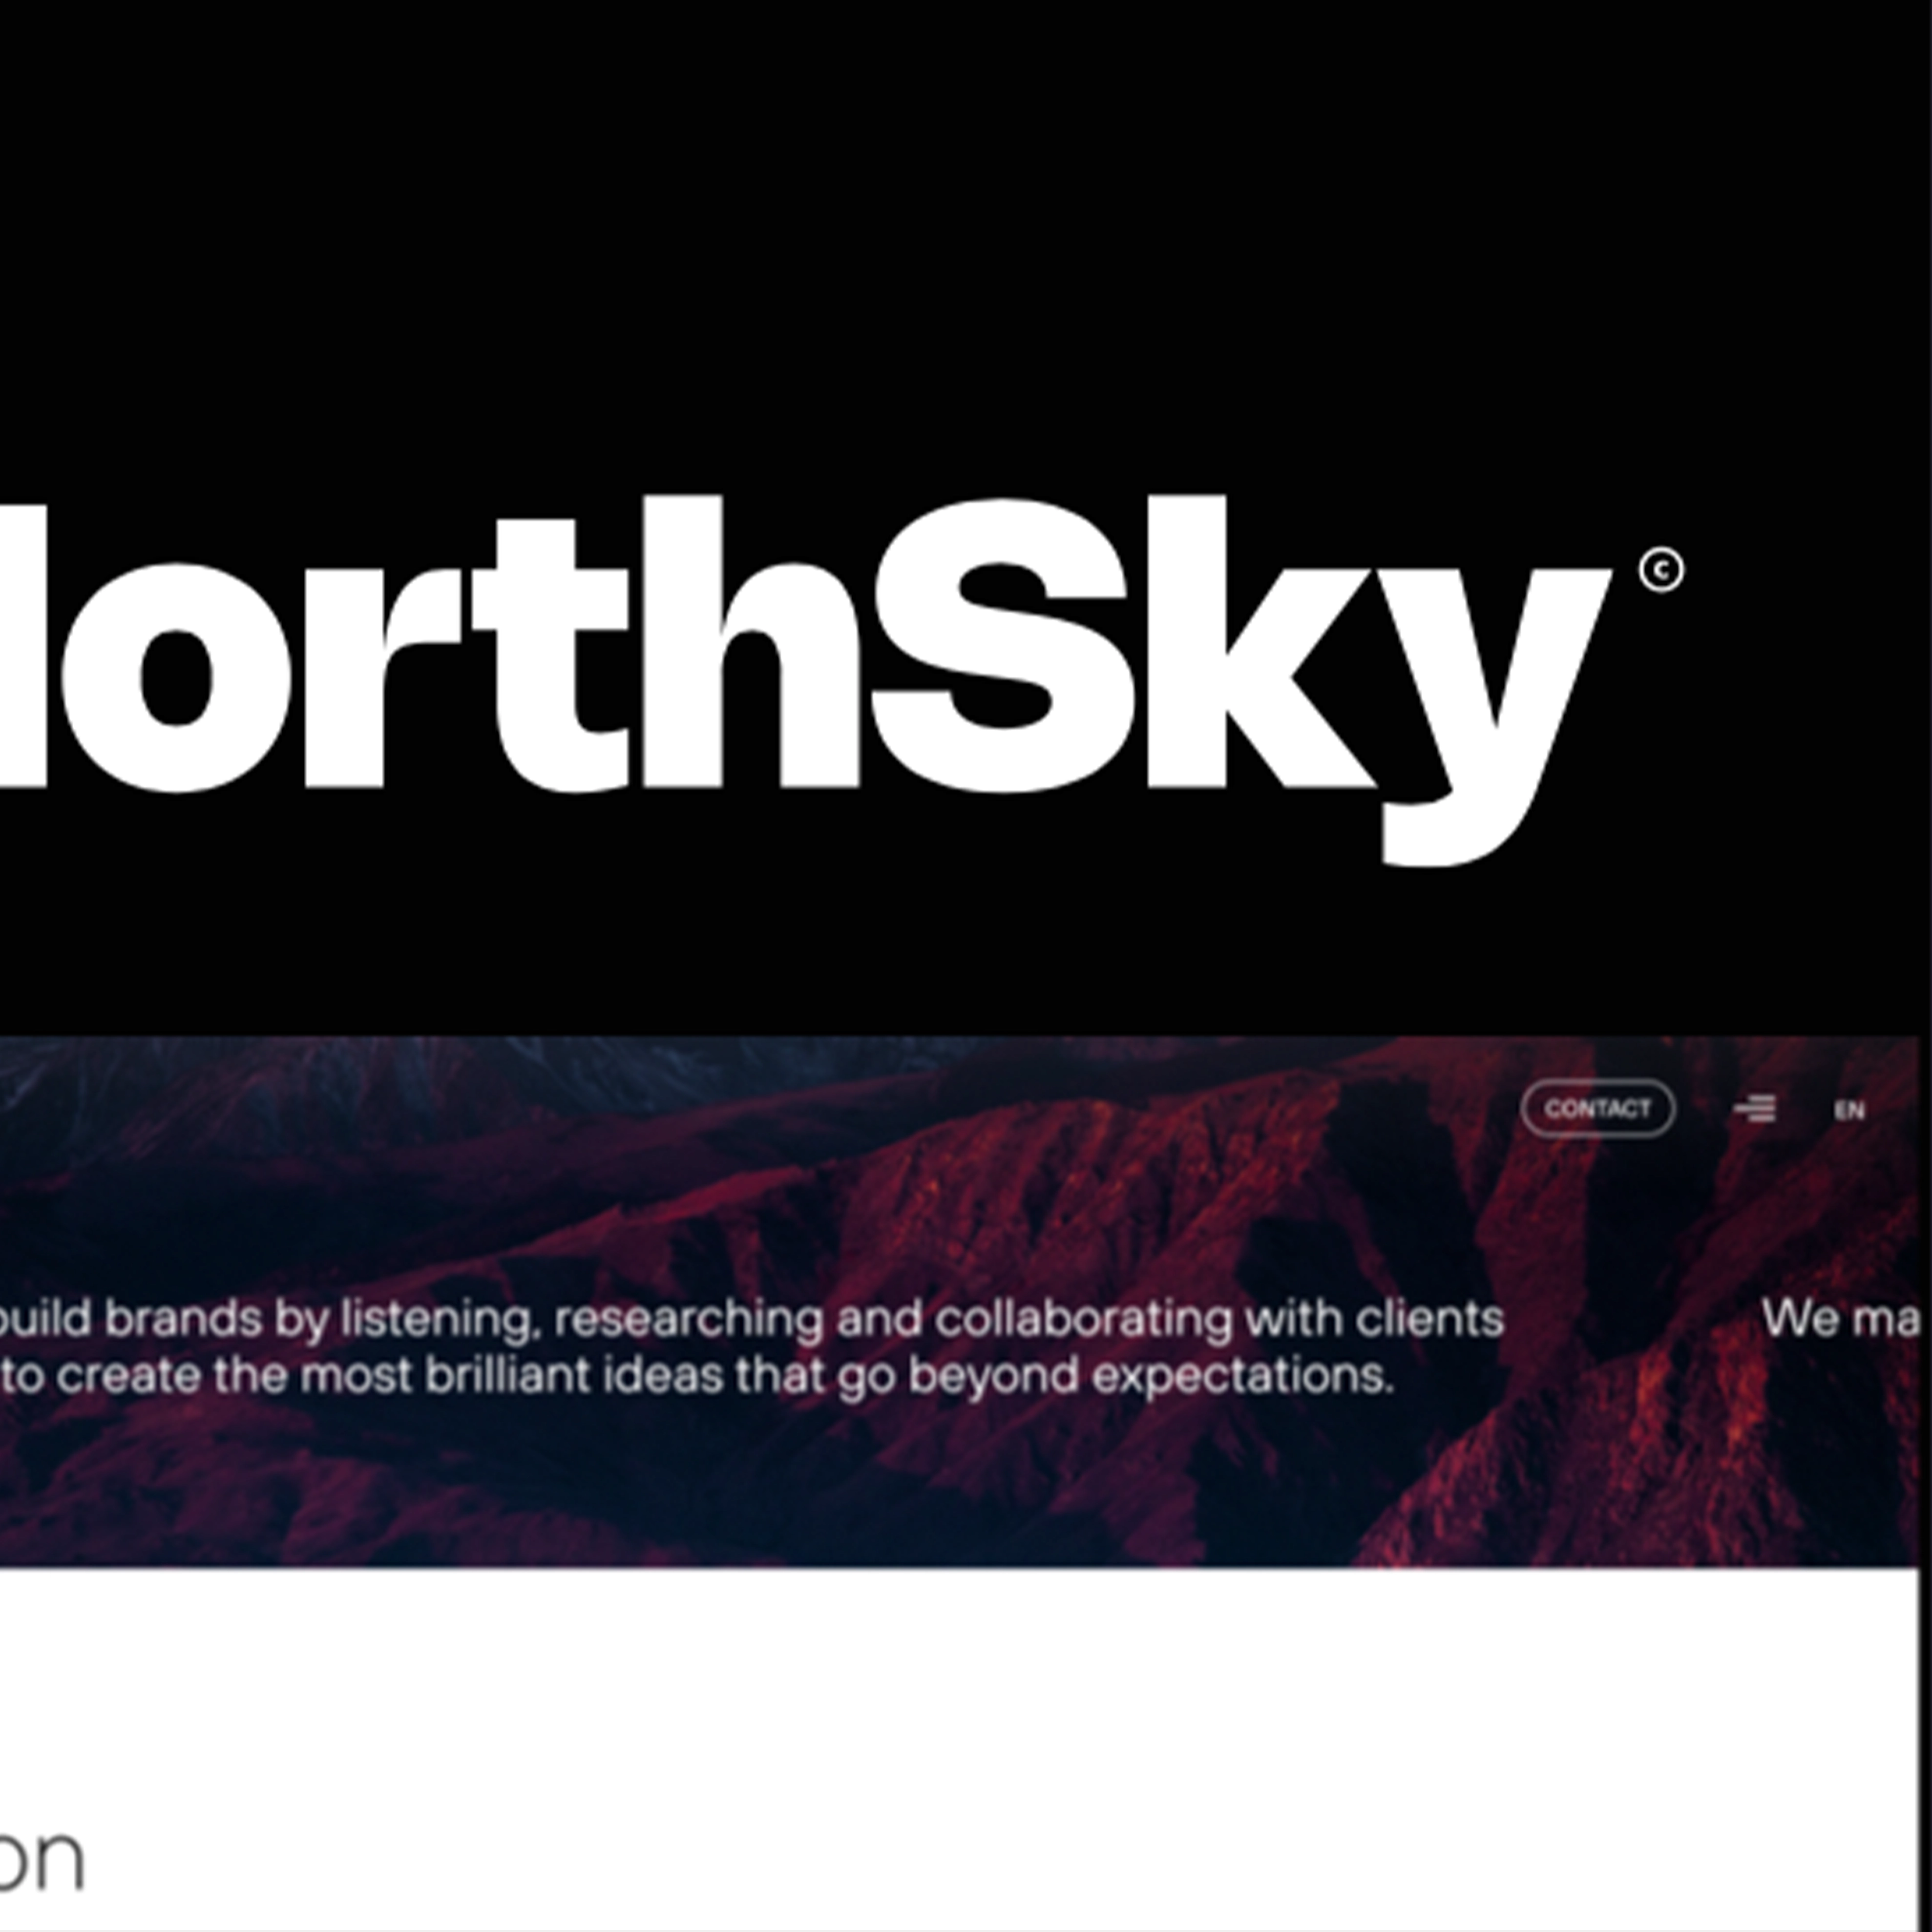 NorthSky©
CONTACT
EN
build brands by listening, researching and collaborating with clients
We ma
to create the most brilliant ideas that go beyond expectations.
on